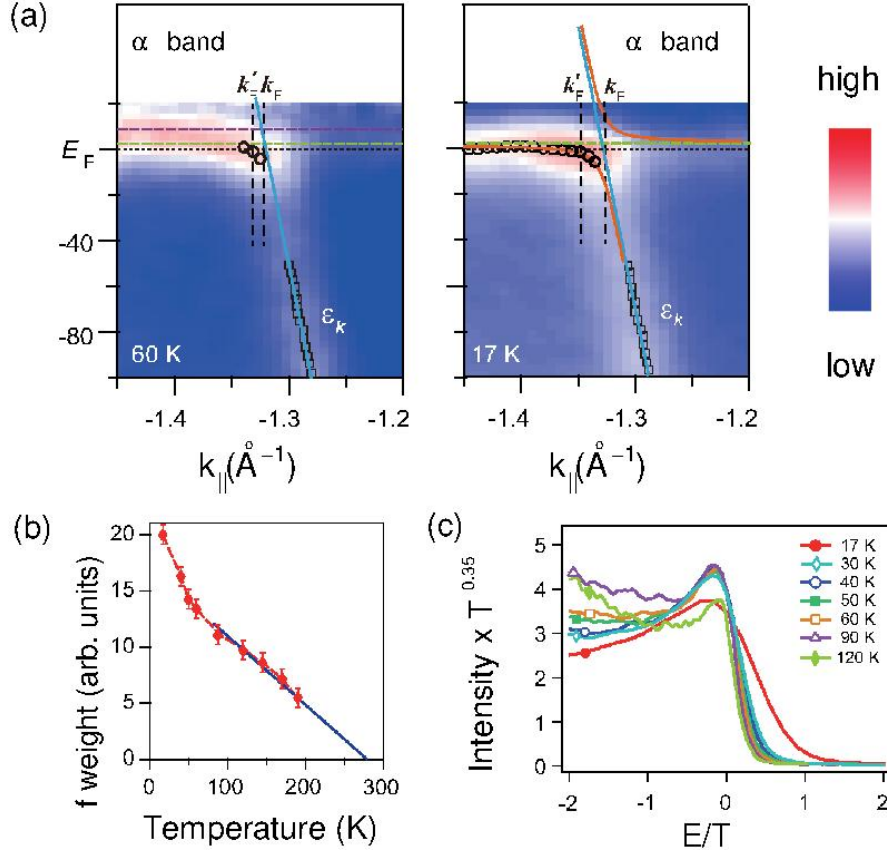 (a)
α band
k'F kF
EF
-40
-80
60 K
εk
-1.4 -1.3 -1.2
k||(Å⁻¹)
α band
k'F kF
17 K
εk
-1.4 -1.3 -1.2
k||(Å⁻¹)
high
low
(b)
f weight (arb. units)
20
15
10
5
0
0 100 200 300
Temperature (K)
(c)
Intensity x T^0.35
5
4
3
2
1
0
-2 -1 0 1 2
E/T
17 K
30 K
40 K
50 K
60 K
90 K
120 K